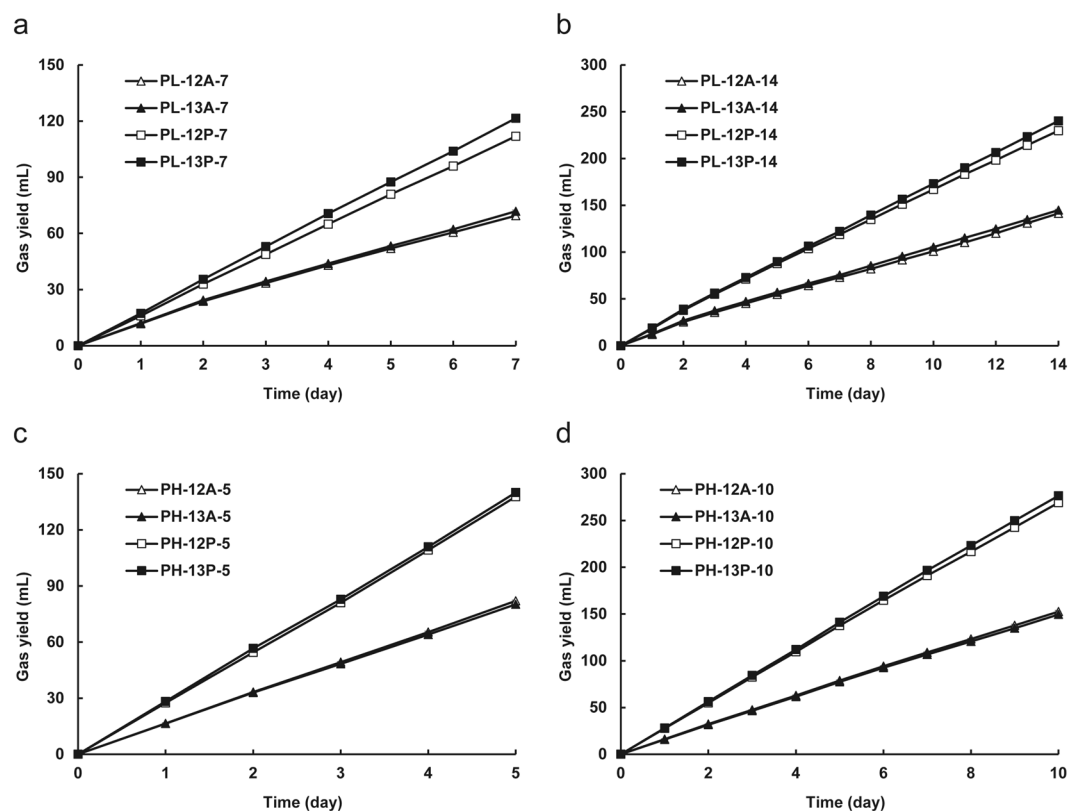 a
150
120
90
60
30
0
Gas yield (mL)
PL-12A-7
PL-13A-7
PL-12P-7
PL-13P-7
0 1 2 3 4 5 6 7
Time (day)
b
300
250
200
150
100
50
0
Gas yield (mL)
PL-12A-14
PL-13A-14
PL-12P-14
PL-13P-14
0 2 4 6 8 10 12 14
Time (day)
c
150
120
90
60
30
0
Gas yield (mL)
PH-12A-5
PH-13A-5
PH-12P-5
PH-13P-5
0 1 2 3 4 5
Time (day)
d
300
250
200
150
100
50
0
Gas yield (mL)
PH-12A-10
PH-13A-10
PH-12P-10
PH-13P-10
0 2 4 6 8 10
Time (day)